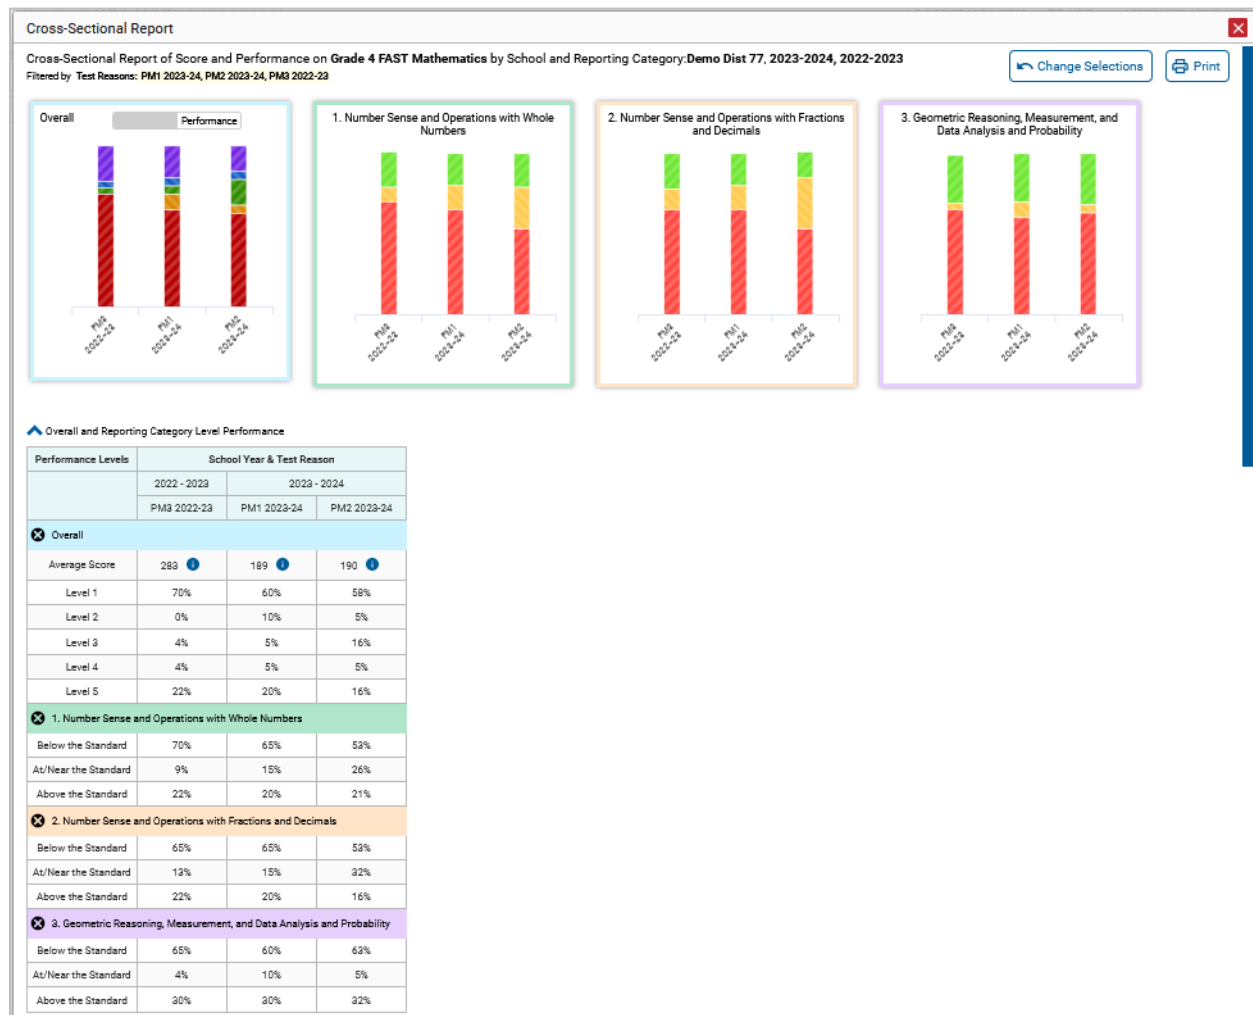 Cross-Sectional Report
Cross-Sectional Report of Score and Performance on Grade 4 FAST Mathematics by School and Reporting Category:Demo Dist 77, 2023-2024, 2022-2023
Filtered by Test Reasons: PM1 2023-24, PM2 2023-24, PM3 2022-23
Change Selections
Print
Overall
Performance
PM3 2022-23
PM1 2023-24
PM2 2023-24
1. Number Sense and Operations with Whole
Numbers
PM3 2022-23
PM1 2023-24
PM2 2023-24
2. Number Sense and Operations with Fractions
and Decimals
PM3 2022-23
PM1 2023-24
PM2 2023-24
3. Geometric Reasoning, Measurement, and
Data Analysis and Probability
PM3 2022-23
PM1 2023-24
PM2 2023-24
Overall and Reporting Category Level Performance
Performance Levels School Year & Test Reason
2022 - 2023 2023 - 2024
PM3 2022-23 PM1 2023-24 PM2 2023-24
Overall
Average Score 283 189 190
Level 1 70% 60% 58%
Level 2 0% 10% 5%
Level 3 4% 5% 16%
Level 4 4% 5% 5%
Level 5 22% 20% 16%
1. Number Sense and Operations with Whole Numbers
Below the Standard 70% 65% 53%
At/Near the Standard 9% 15% 26%
Above the Standard 22% 20% 21%
2. Number Sense and Operations with Fractions and Decimals
Below the Standard 65% 65% 53%
At/Near the Standard 13% 15% 32%
Above the Standard 22% 20% 16%
3. Geometric Reasoning, Measurement, and Data Analysis and Probability
Below the Standard 65% 60% 63%
At/Near the Standard 4% 10% 5%
Above the Standard 30% 30% 32%